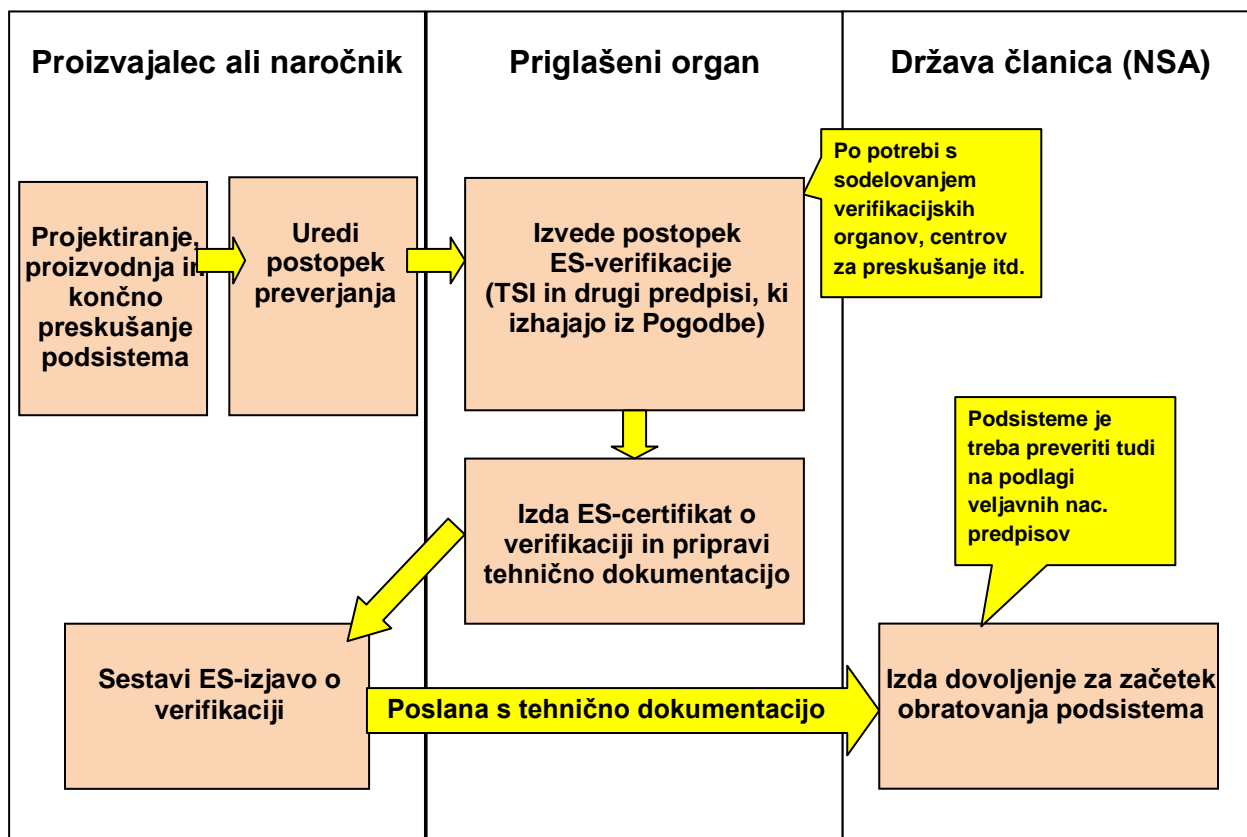 Proizvajalec ali naročnik
Priglašeni organ
Država članica (NSA)
Projektiranje,
proizvodnja in
končno
preskušanje
podsistema
Uredi
postopek
preverjanja
Izvede postopek
ES-verifikacije
(TSI in drugi predpisi, ki
izhajajo iz Pogodbe)
Po potrebi s
sodelovanjem
verifikacijskih
organov, centrov
za preskušanje itd.
Izda ES-certifikat o
verifikaciji in pripravi
tehnično dokumentacijo
Podsisteme je
treba preveriti tudi
na podlagi
veljavnih nac.
predpisov
Sestavi ES-izjavo o
verifikaciji
Poslana s tehnično dokumentacijo
Izda dovoljenje za začetek
obratovanja podsistema